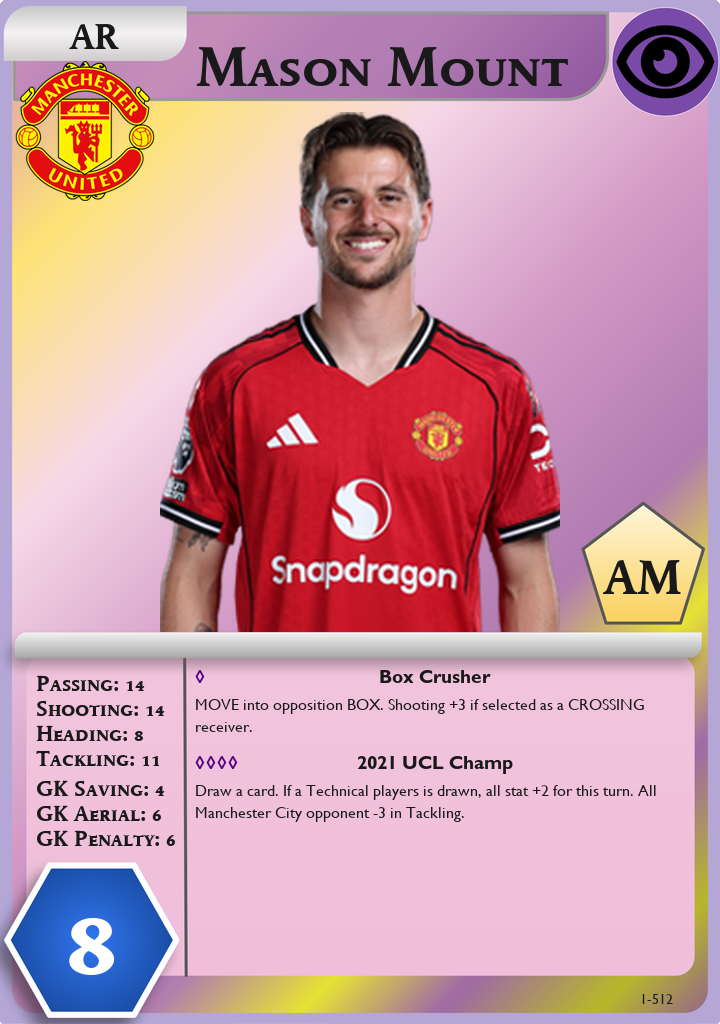 AR
Mason Mount
MANCHESTER
UNITED
Snapdragon
AM
Passing: 14
Shooting: 14
Heading: 8
Tackling: 11
GK Saving: 4
GK Aerial: 6
GK Penalty: 6
8
◊ Box Crusher
MOVE into opposition BOX. Shooting +3 if selected as a CROSSING
receiver.
◊◊◊◊ 2021 UCL Champ
Draw a card. If a Technical players is drawn, all stat +2 for this turn. All
Manchester City opponent -3 in Tackling.
1-512